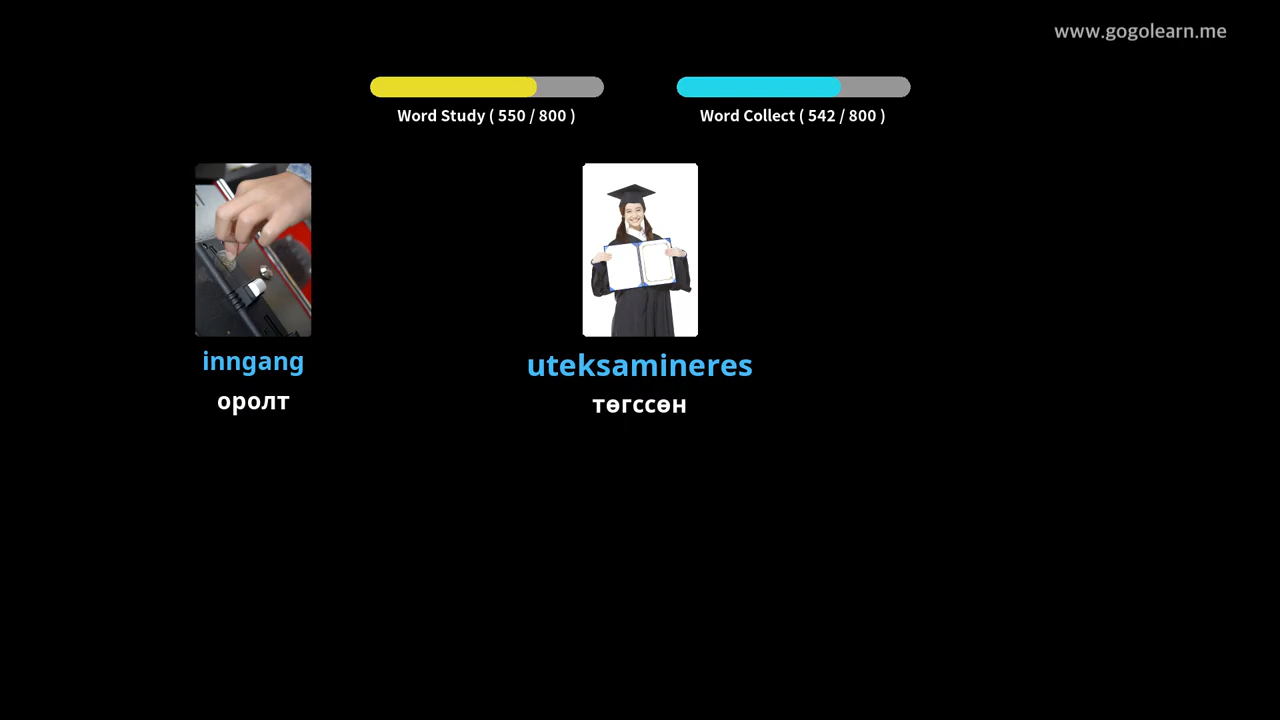 www.gogolearn.me
Word Study ( 550 / 800 )
Word Collect ( 542 / 800 )
inngang
оролт
uteksamineres
төгссөн